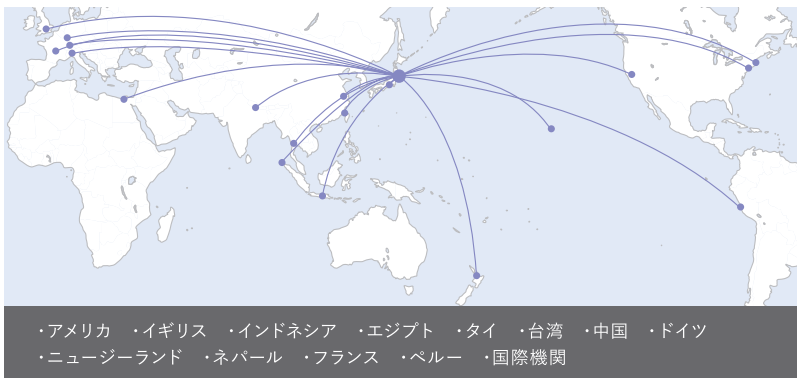 ・アメリカ ・イギリス ・インドネシア ・エジプト ・タイ ・台湾 ・中国 ・ドイツ
・ニュージーランド ・ネパール ・フランス ・ペルー ・国際機関